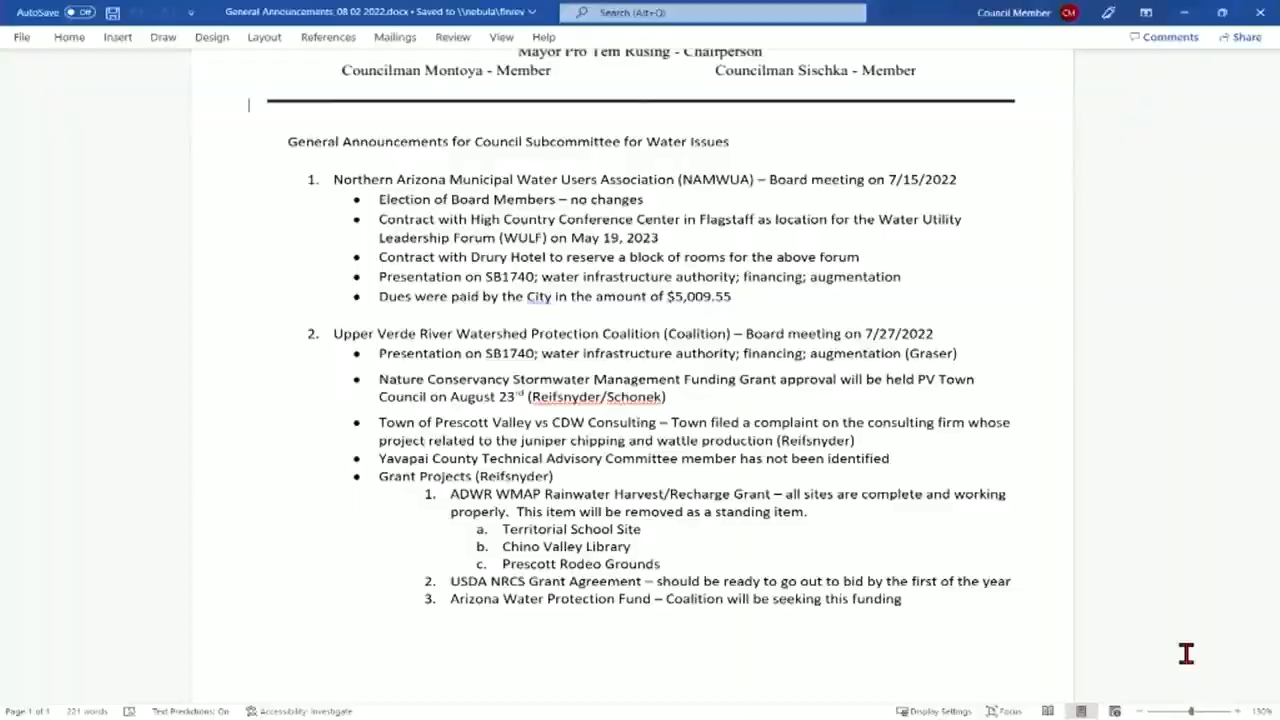 AutoSave Off General Announcements 08 02 2022.docx • Saved to \\nebula\finrev Search (Alt+Q) Council Member CM
File Home Insert Draw Design Layout References Mailings Review View Help Comments Share
Mayor Pro Tem Rusing - Chairperson
Councilman Montoya - Member Councilman Sischka - Member
General Announcements for Council Subcommittee for Water Issues
1. Northern Arizona Municipal Water Users Association (NAMWUA) – Board meeting on 7/15/2022
• Election of Board Members – no changes
• Contract with High Country Conference Center in Flagstaff as location for the Water Utility
Leadership Forum (WULF) on May 19, 2023
• Contract with Drury Hotel to reserve a block of rooms for the above forum
• Presentation on SB1740; water infrastructure authority; financing; augmentation
• Dues were paid by the City in the amount of $5,009.55
2. Upper Verde River Watershed Protection Coalition (Coalition) – Board meeting on 7/27/2022
• Presentation on SB1740; water infrastructure authority; financing; augmentation (Graser)
• Nature Conservancy Stormwater Management Funding Grant approval will be held PV Town
Council on August 23rd (Reifsnyder/Schonek)
• Town of Prescott Valley vs CDW Consulting – Town filed a complaint on the consulting firm whose
project related to the juniper chipping and wattle production (Reifsnyder)
• Yavapai County Technical Advisory Committee member has not been identified
• Grant Projects (Reifsnyder)
1. ADWR WMAP Rainwater Harvest/Recharge Grant – all sites are complete and working
properly. This item will be removed as a standing item.
a. Territorial School Site
b. Chino Valley Library
c. Prescott Rodeo Grounds
2. USDA NRCS Grant Agreement – should be ready to go out to bid by the first of the year
3. Arizona Water Protection Fund – Coalition will be seeking this funding
Page 1 of 1 221 words Text Predictions: On Accessibility: Investigate Display Settings Focus 130%